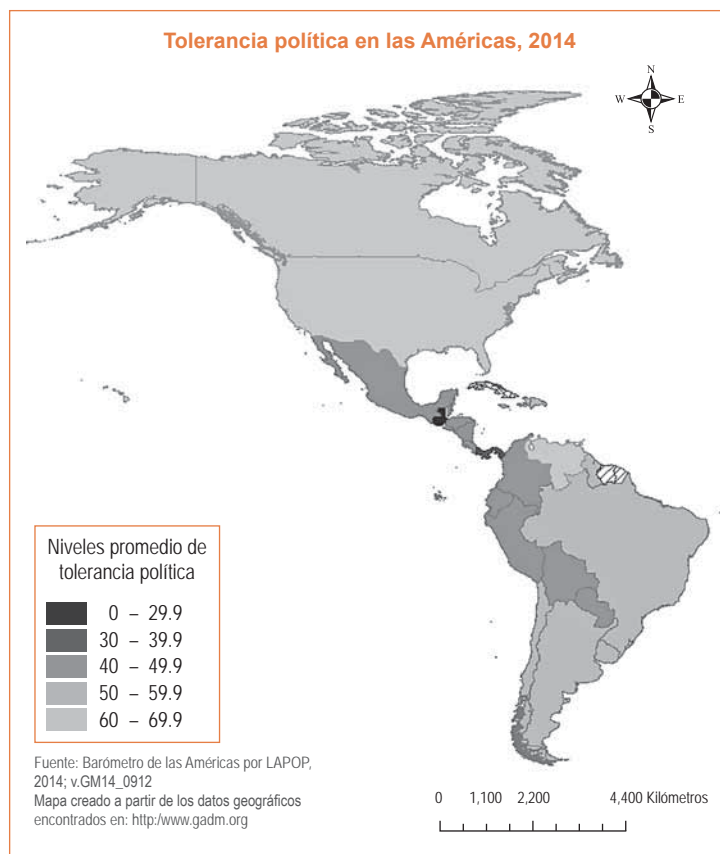 Tolerancia política en las Américas, 2014
N
W E
S
Niveles promedio de
tolerancia política
0 – 29.9
30 – 39.9
40 – 49.9
50 – 59.9
60 – 69.9
Fuente: Barómetro de las Américas por LAPOP,
2014; v.GM14_0912
Mapa creado a partir de los datos geográficos
encontrados en: http:/www.gadm.org
0 1,100 2,200 4,400 Kilómetros